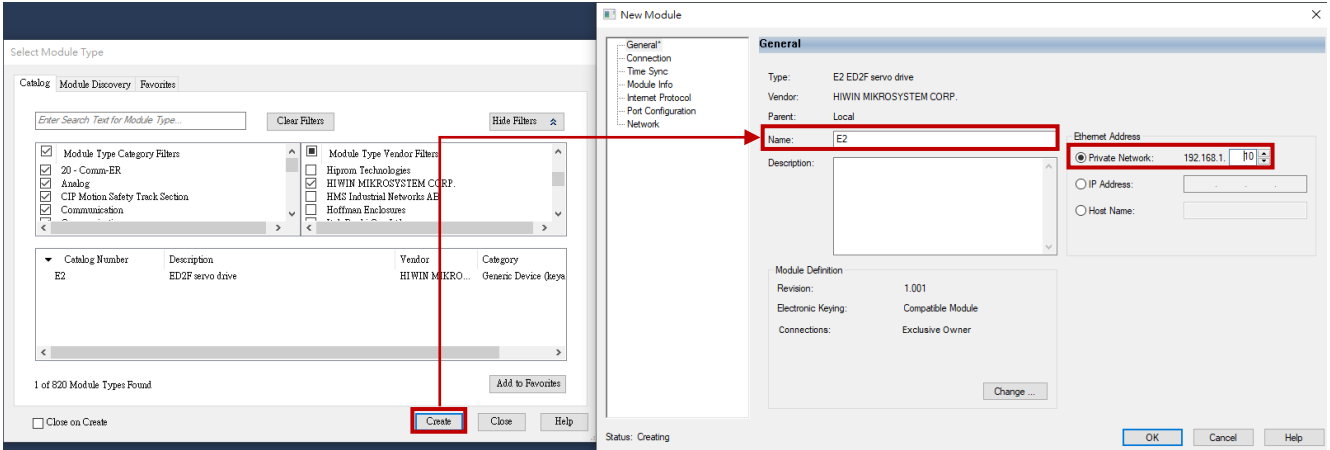 Select Module Type
Catalog Module Discovery Favorites
Enter Search Text for Module Type...
Clear Filters
Hide Filters
Module Type Category Filters
20 - Comm-ER
Analog
CIP Motion Safety Track Section
Communication
Module Type Vendor Filters
Hiprom Technologies
HIWIN MIKROSYSTEM CORP.
HMS Industrial Networks AB
Hoffman Enclosures
Catalog Number Description Vendor Category
E2 ED2F servo drive HIWIN MIKRO... Generic Device (keya
1 of 820 Module Types Found
Add to Favorites
Close on Create
Create Close Help
New Module
General*
Connection
Time Sync
Module Info
Internet Protocol
Port Configuration
Network
General
Type: E2 ED2F servo drive
Vendor: HIWIN MIKROSYSTEM CORP.
Parent: Local
Name: E2
Description:
Ethernet Address
Private Network: 192.168.1. 10
IP Address: . . .
Host Name:
Module Definition
Revision: 1.001
Electronic Keying: Compatible Module
Connections: Exclusive Owner
Change ...
Status: Creating
OK Cancel Help